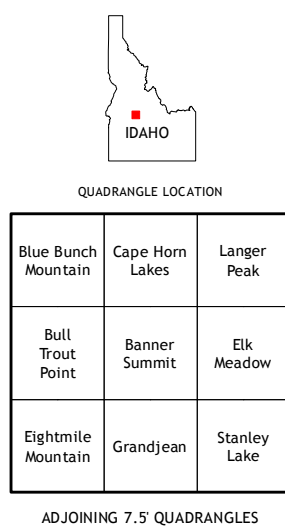 IDAHO
QUADRANGLE LOCATION
Blue Bunch
Mountain
Cape Horn
Lakes
Langer
Peak
Bull
Trout
Point
Banner
Summit
Elk
Meadow
Eightmile
Mountain
Grandjean
Stanley
Lake
ADJOINING 7.5' QUADRANGLES